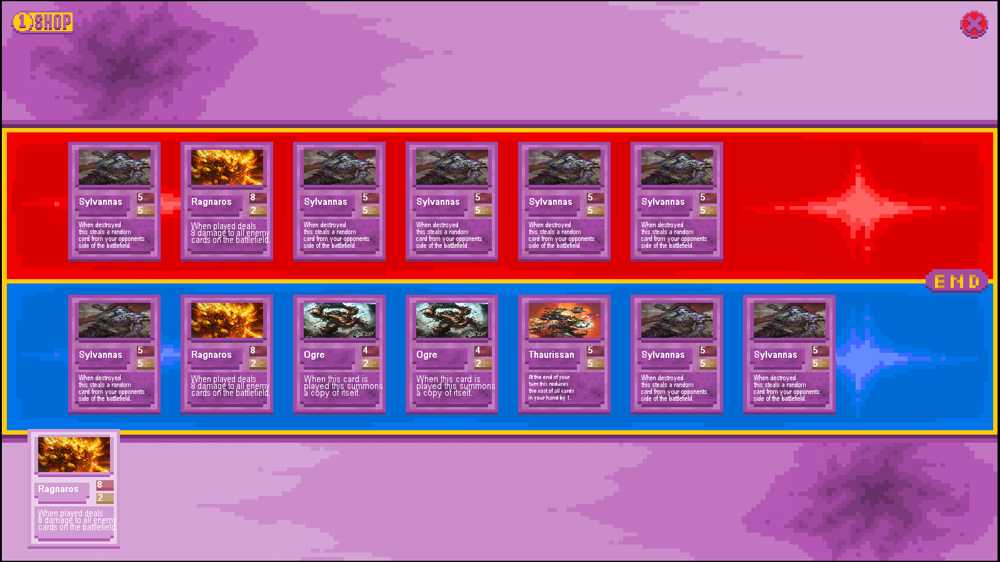 1 SHOP
Sylvannas
5
5
When destroyed
this steals a random
card from your opponents
side of the battlefield.
Ragnaros
8
2
When played deals
8 damage to all enemy
cards on the battlefield.
Sylvannas
5
5
When destroyed
this steals a random
card from your opponents
side of the battlefield.
Sylvannas
5
5
When destroyed
this steals a random
card from your opponents
side of the battlefield.
Sylvannas
5
5
When destroyed
this steals a random
card from your opponents
side of the battlefield.
Sylvannas
5
5
When destroyed
this steals a random
card from your opponents
side of the battlefield.
END
Sylvannas
5
5
When destroyed
this steals a random
card from your opponents
side of the battlefield.
Ragnaros
8
2
When played deals
8 damage to all enemy
cards on the battlefield.
Ogre
4
2
When this card is
played this summons
a copy of itself.
Ogre
4
2
When this card is
played this summons
a copy of itself.
Thaurissan
5
5
At the end of your
turn this reduces
the cost of all cards
in your hand by 1.
Sylvannas
5
5
When destroyed
this steals a random
card from your opponents
side of the battlefield.
Sylvannas
5
5
When destroyed
this steals a random
card from your opponents
side of the battlefield.
Ragnaros
8
2
When played deals
8 damage to all enemy
cards on the battlefield.